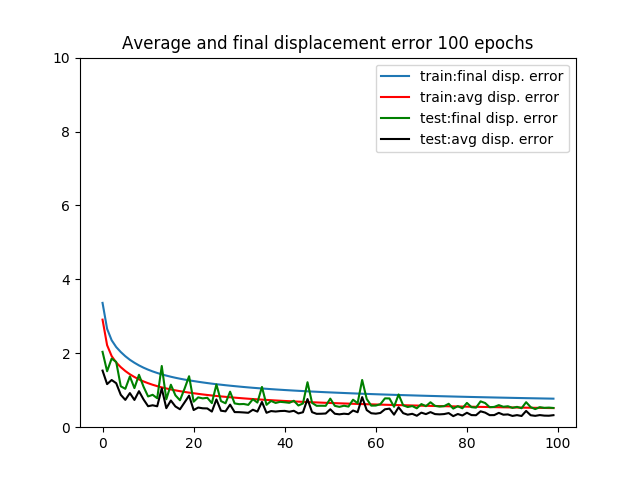 Average and final displacement error 100 epochs
10
8
6
4
2
0
train:final disp. error
train:avg disp. error
test:final disp. error
test:avg disp. error
0 20 40 60 80 100